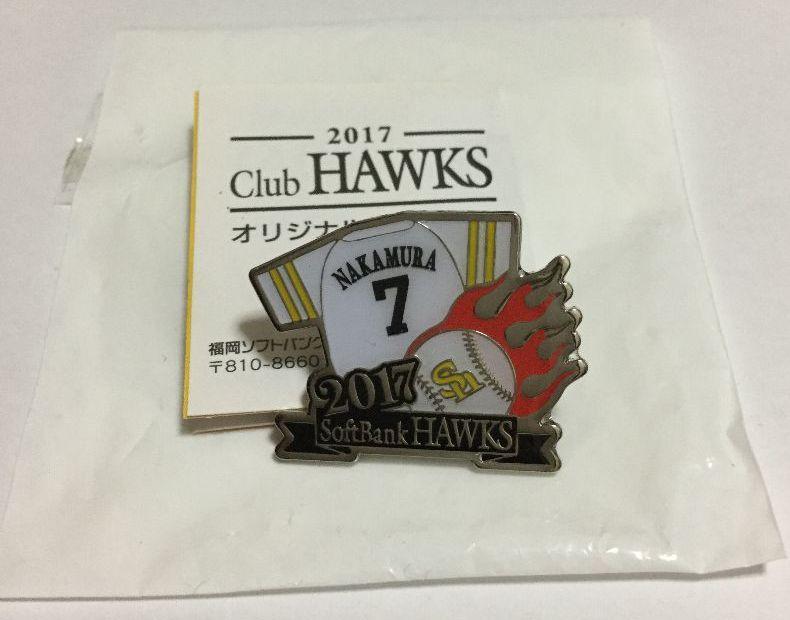 2017
Club HAWKS
オリジナル
福岡ソフトバンク
〒810-8660
NAKAMURA
7
SH
2017
SoftBank HAWKS